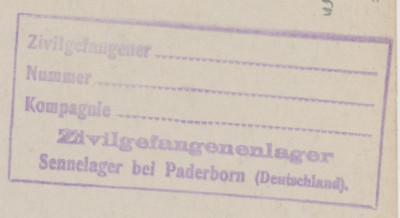 Zivilgefangener
Nummer
Kompagnie
Zivilgefangenenlager
Sennelager bei Paderborn (Deutschland).